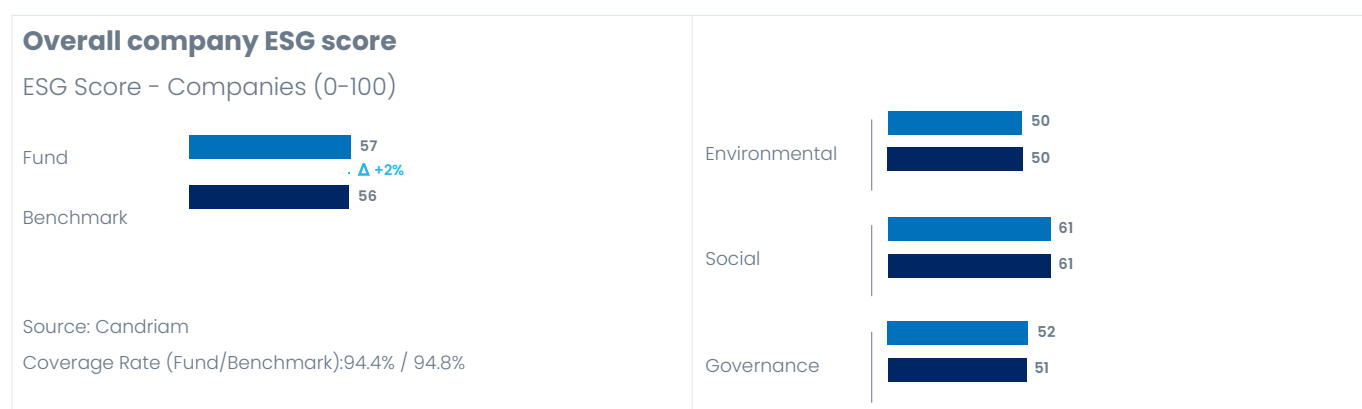 Overall company ESG score
ESG Score - Companies (0-100)
Fund
57
Δ +2%
Benchmark
56
Source: Candriam
Coverage Rate (Fund/Benchmark):94.4% / 94.8%
Environmental
50
50
Social
61
61
Governance
52
51